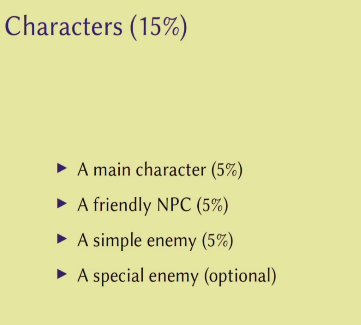 Characters (15%)
▶ A main character (5%)
▶ A friendly NPC (5%)
▶ A simple enemy (5%)
▶ A special enemy (optional)